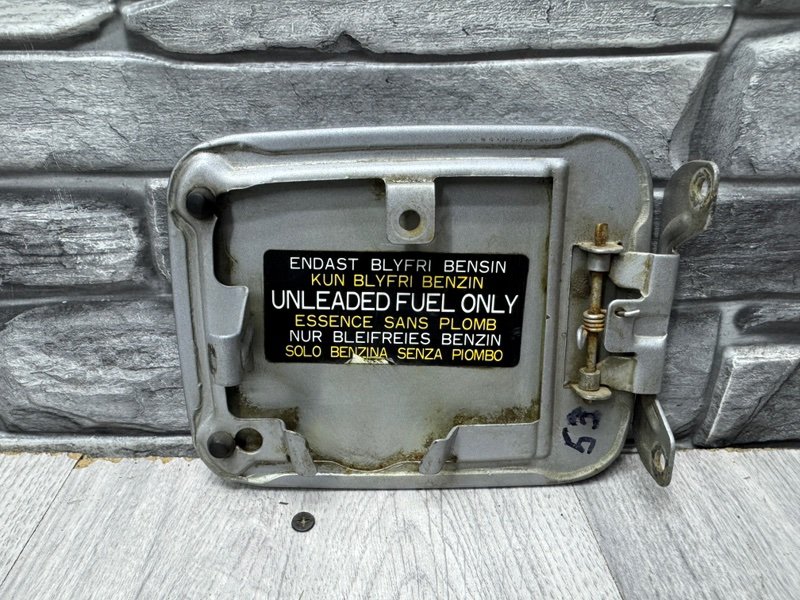 ENDAST BLYFRI BENSIN
KUN BLYFRI BENZIN
UNLEADED FUEL ONLY
ESSENCE SANS PLOMB
NUR BLEIFREIES BENZIN
SOLO BENZINA SENZA PIOMBO
53